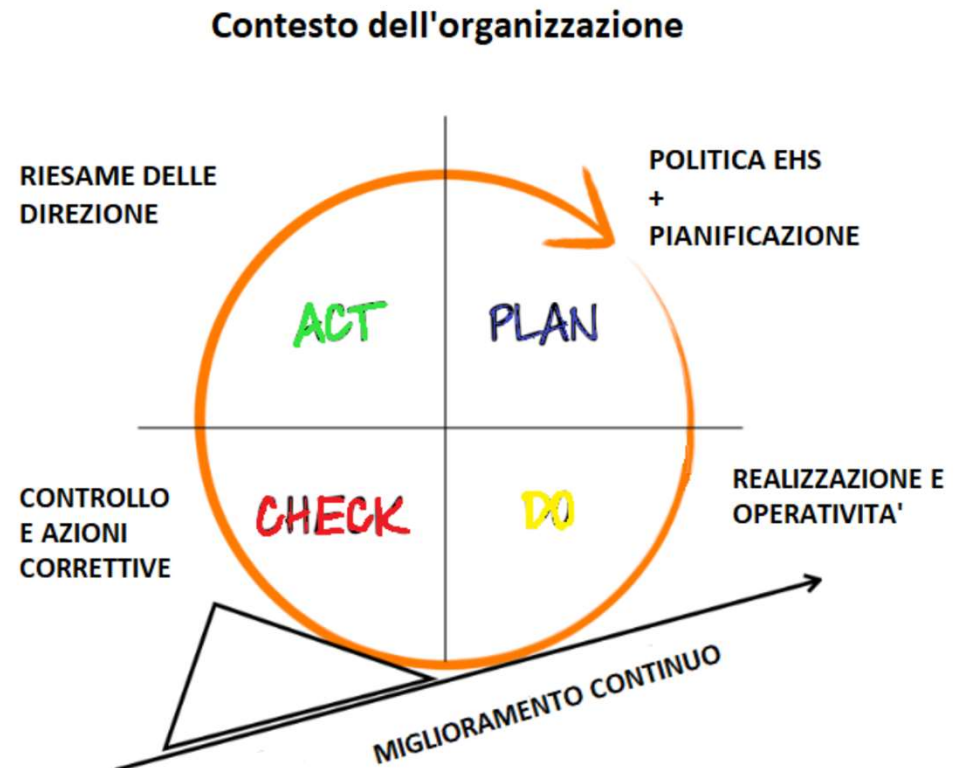 Contesto dell'organizzazione
RIESAME DELLE
DIREZIONE
POLITICA EHS
+
PIANIFICAZIONE
ACT
PLAN
CHECK
DO
CONTROLLO
E AZIONI
CORRETTIVE
REALIZZAZIONE E
OPERATIVITA'
MIGLIORAMENTO CONTINUO